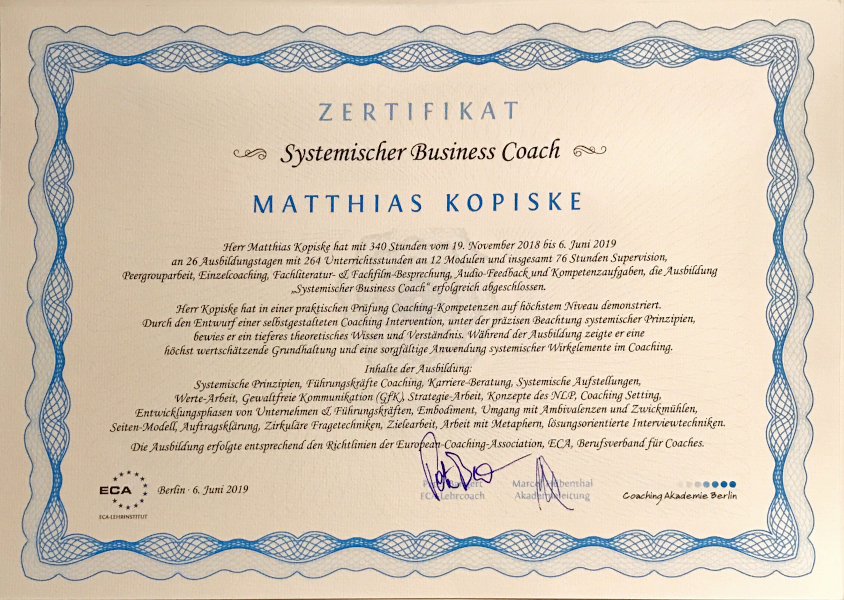 ZERTIFIKAT
Systemischer Business Coach
MATTHIAS KOPISKE
Herr Matthias Kopiske hat mit 340 Stunden vom 19. November 2018 bis 6. Juni 2019
an 26 Ausbildungstagen mit 264 Unterrichtsstunden an 12 Modulen und insgesamt 76 Stunden Supervision,
Peergrouparbeit, Einzelcoaching, Fachliteratur- & Fachfilm-Besprechung, Audio-Feedback und Kompetenzaufgaben, die Ausbildung
„Systemischer Business Coach“ erfolgreich abgeschlossen.
Herr Kopiske hat in einer praktischen Prüfung Coaching-Kompetenzen auf höchstem Niveau demonstriert.
Durch den Entwurf einer selbstgestalteten Coaching Intervention, unter der präzisen Beachtung systemischer Prinzipien,
bewies er ein tieferes theoretisches Wissen und Verständnis. Während der Ausbildung zeigte er eine
höchst wertschätzende Grundhaltung und eine sorgfältige Anwendung systemischer Wirkelemente im Coaching.
Inhalte der Ausbildung:
Systemische Prinzipien, Führungskräfte Coaching, Karriere-Beratung, Systemische Aufstellungen,
Werte-Arbeit, Gewaltfreie Kommunikation (GfK), Strategie-Arbeit, Konzepte des NLP, Coaching Setting,
Entwicklungsphasen von Unternehmen & Führungskräften, Embodiment, Umgang mit Ambivalenzen und Zwickmühlen,
Seiten-Modell, Auftragsklärung, Zirkuläre Fragetechniken, Zielearbeit, Arbeit mit Metaphern, lösungsorientierte Interviewtechniken.
Die Ausbildung erfolgte entsprechend den Richtlinien der European-Coaching-Association, ECA, Berufsverband für Coaches.
ECA
ECA-LEHRINSTITUT
Berlin · 6. Juni 2019
ECA Lehrcoach
Akademieleitung
Coaching Akademie Berlin